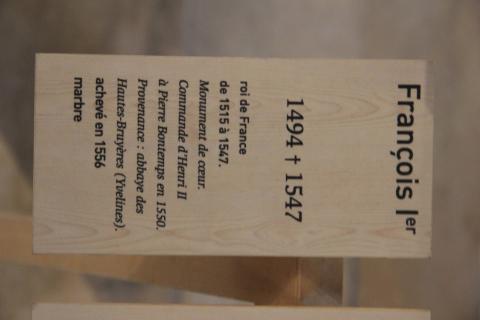 François Ier
1494 † 1547
roi de France
de 1515 à 1547.
Monument de cœur.
Commande d'Henri II
à Pierre Bontemps en 1550.
Provenance : abbaye des
Hautes-Bruyères (Yvelines).
achevé en 1556
marbre